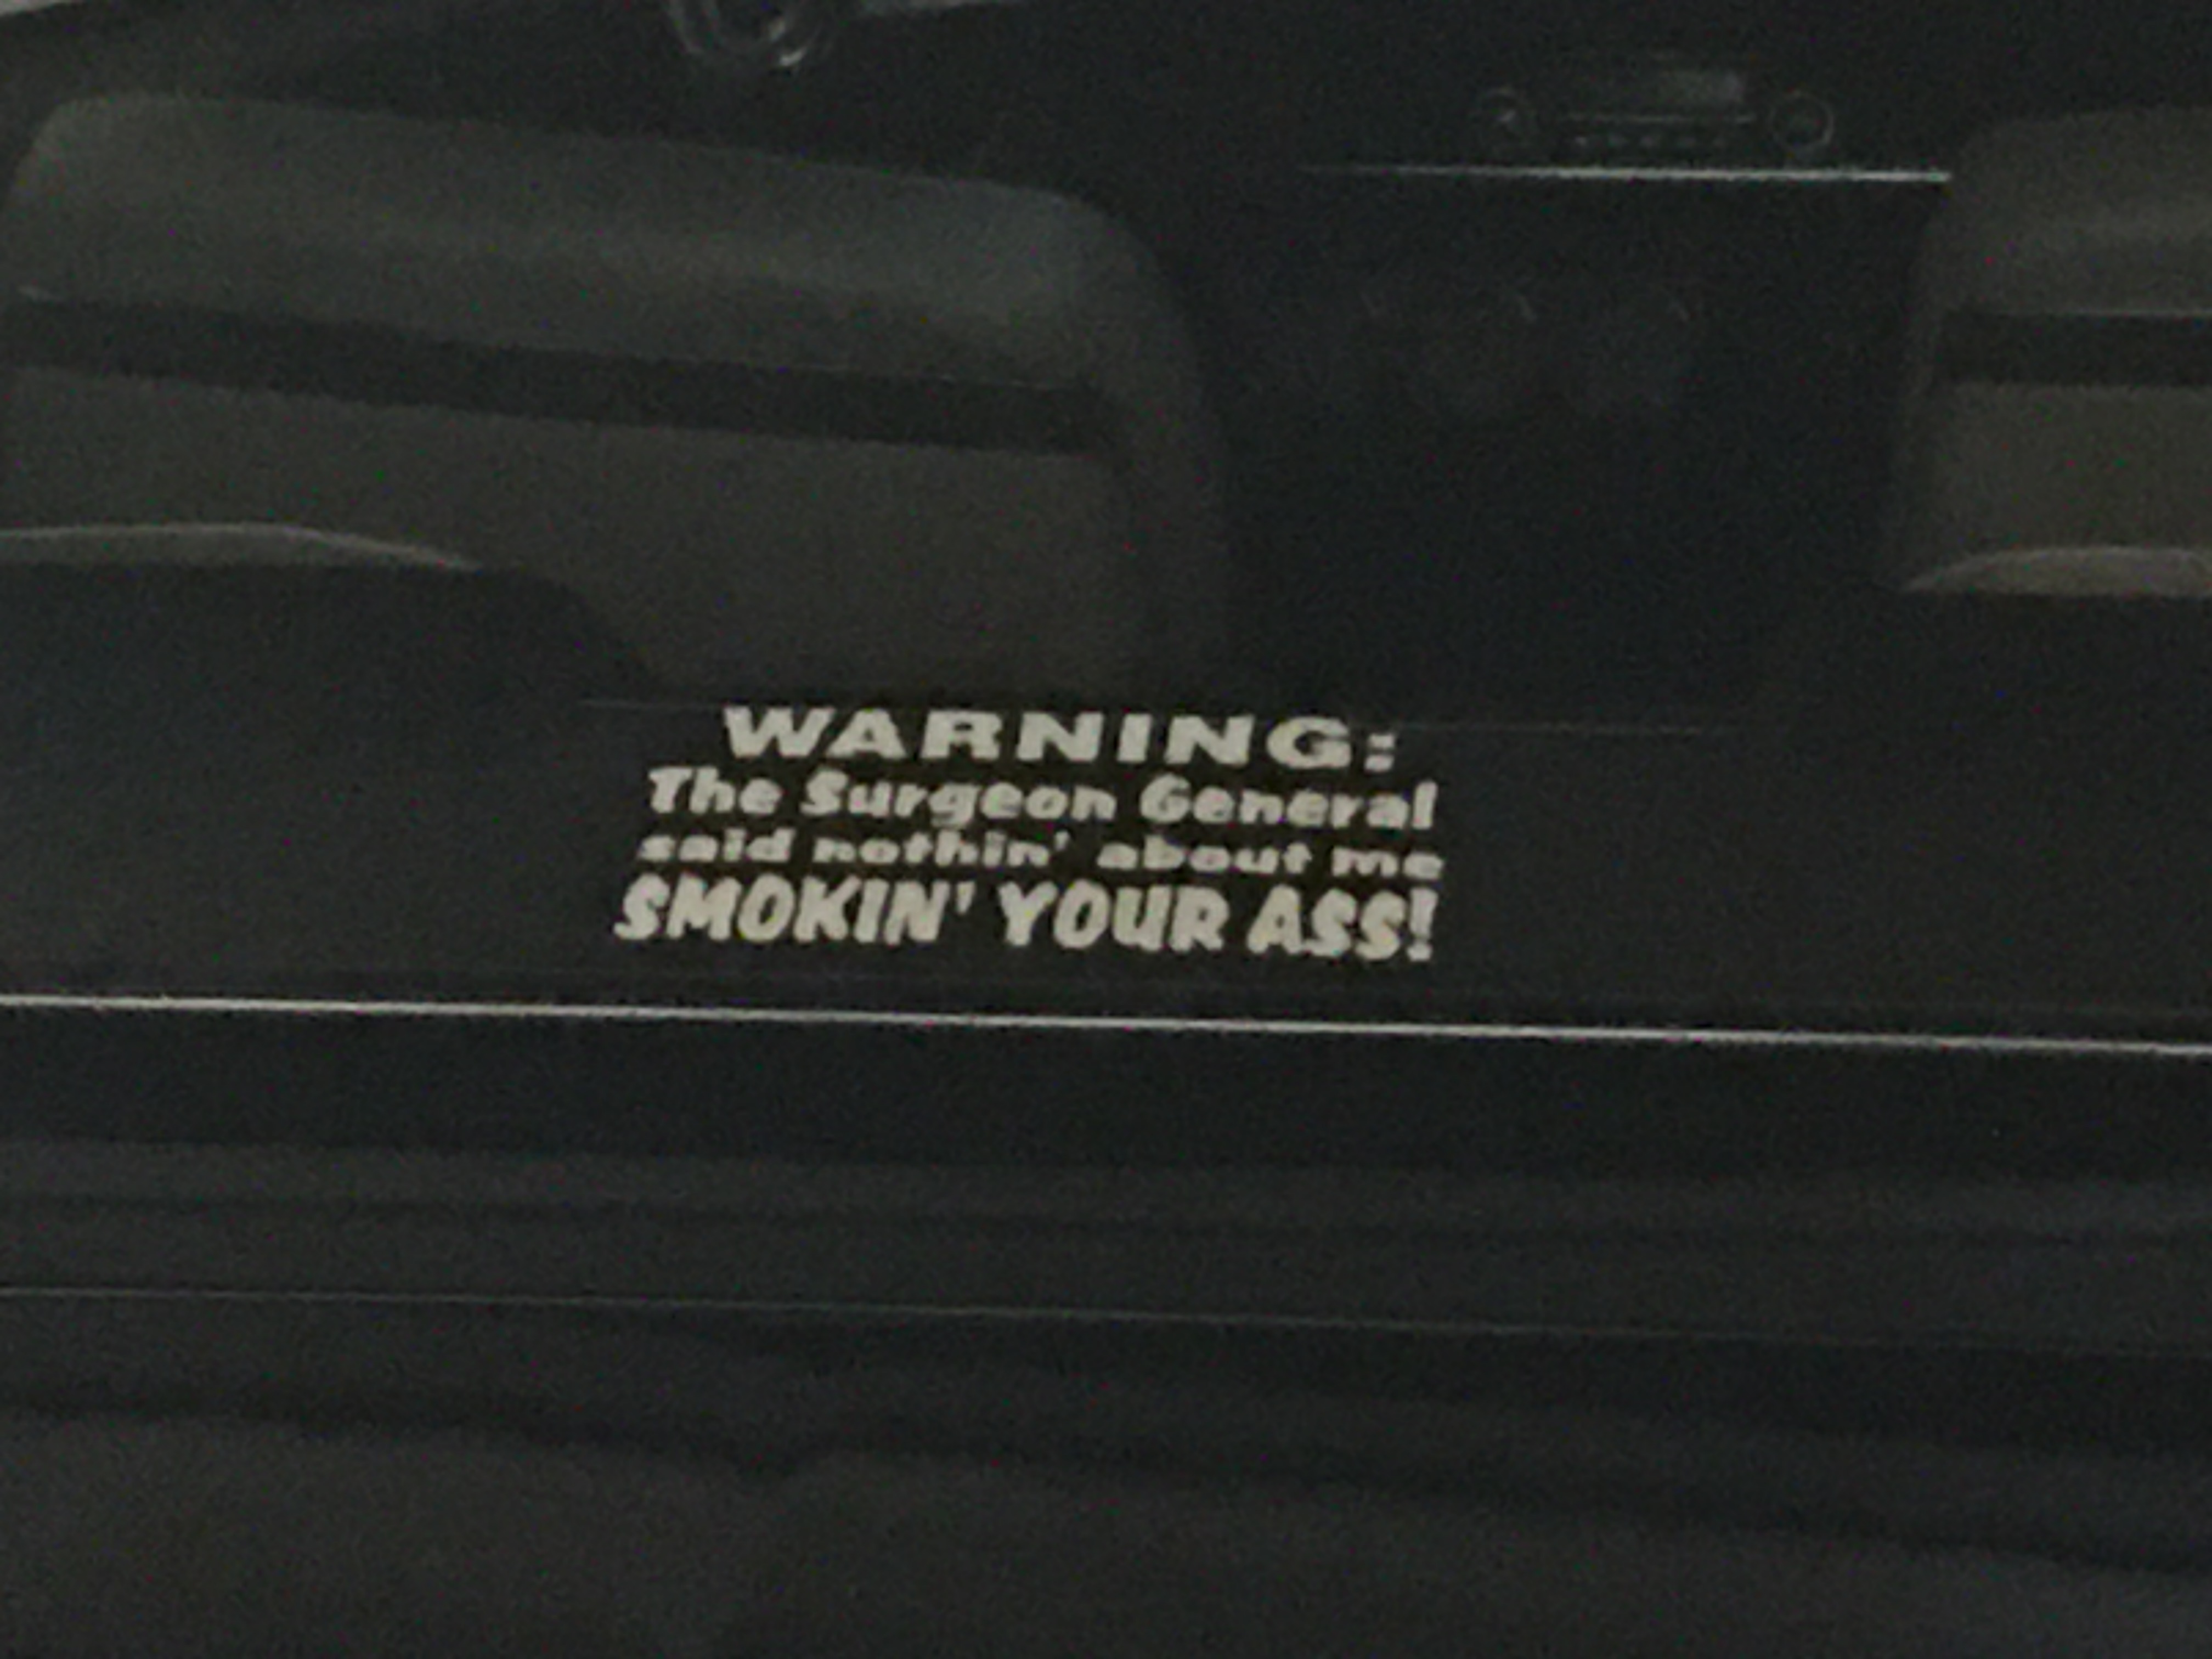 WARNING:
The Surgeon General
said nothin' about me
SMOKIN' YOUR ASS!